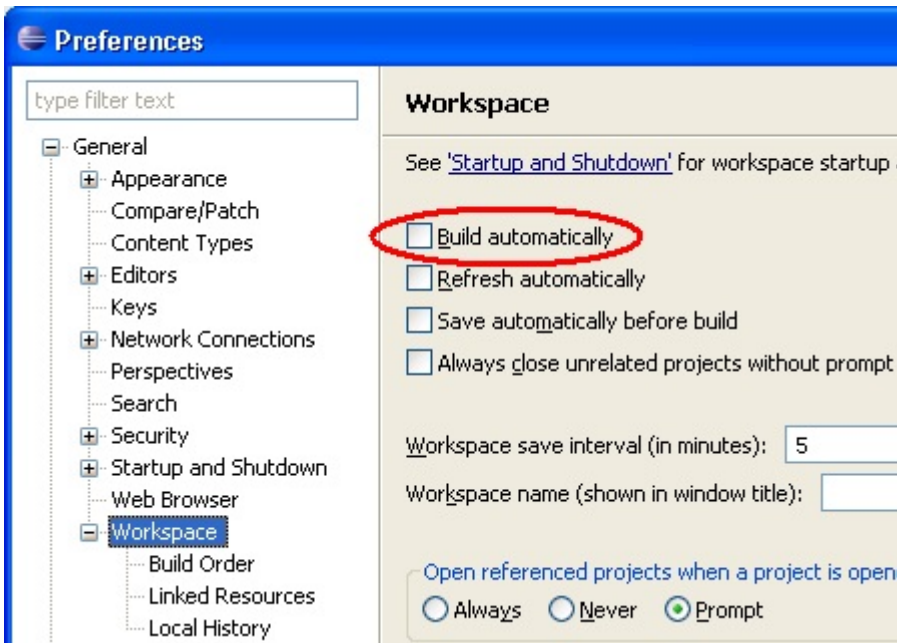 Preferences
type filter text
General
Appearance
Compare/Patch
Content Types
Editors
Keys
Network Connections
Perspectives
Search
Security
Startup and Shutdown
Web Browser
Workspace
Build Order
Linked Resources
Local History
Workspace
See 'Startup and Shutdown' for workspace startup
Build automatically
Refresh automatically
Save automatically before build
Always close unrelated projects without prompt
Workspace save interval (in minutes): 5
Workspace name (shown in window title):
Open referenced projects when a project is
Always Never Prompt